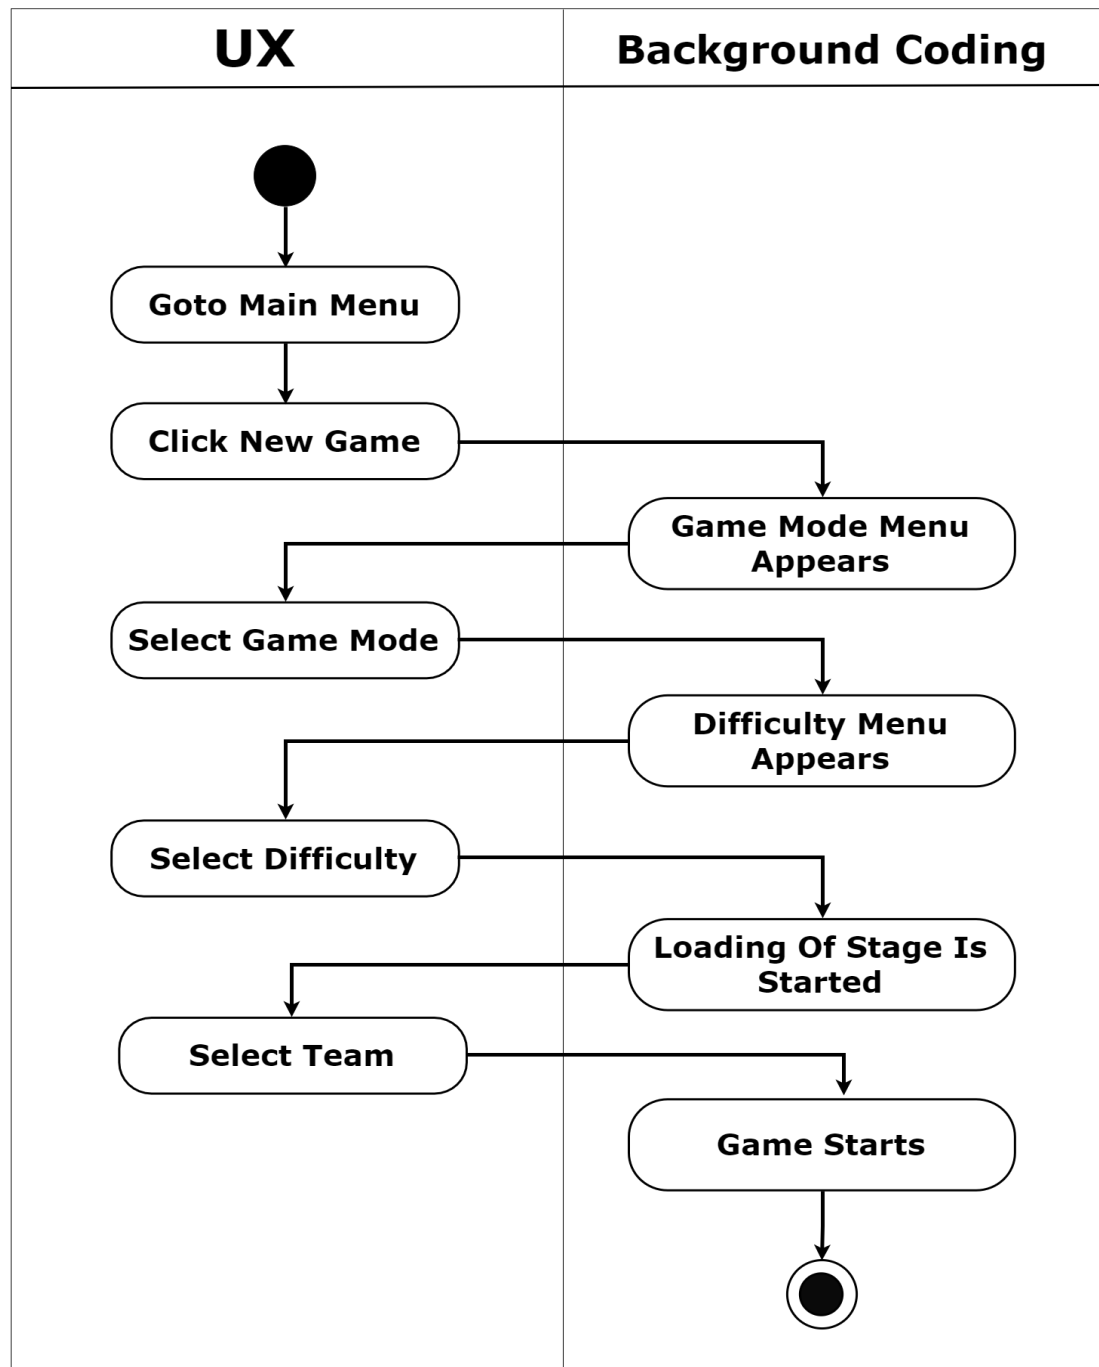 UX
Background Coding
Goto Main Menu
Click New Game
Game Mode Menu
Appears
Select Game Mode
Difficulty Menu
Appears
Select Difficulty
Loading Of Stage Is
Started
Select Team
Game Starts